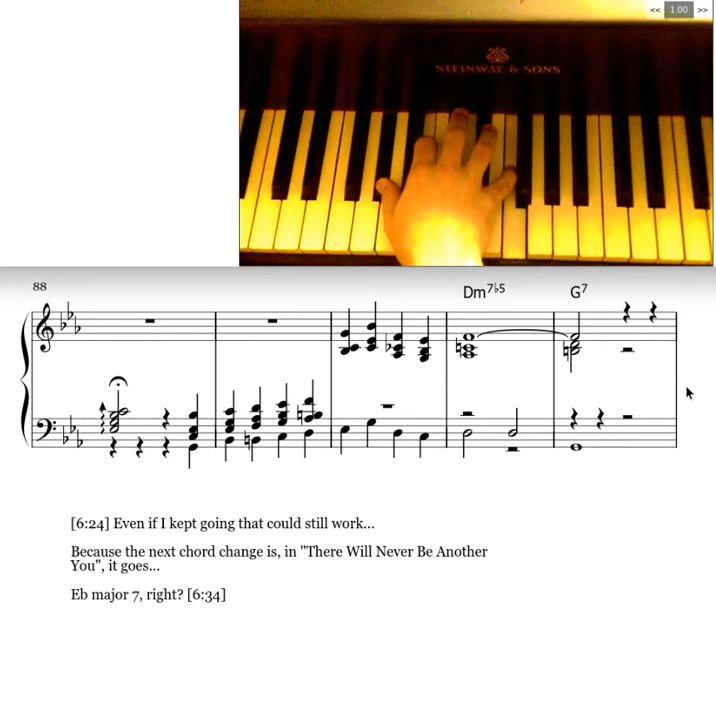 << 1.00 >>
STEINWAY & SONS
88
Dm7♭5 G7
[6:24] Even if I kept going that could still work...
Because the next chord change is, in "There Will Never Be Another
You", it goes...
Eb major 7, right? [6:34]